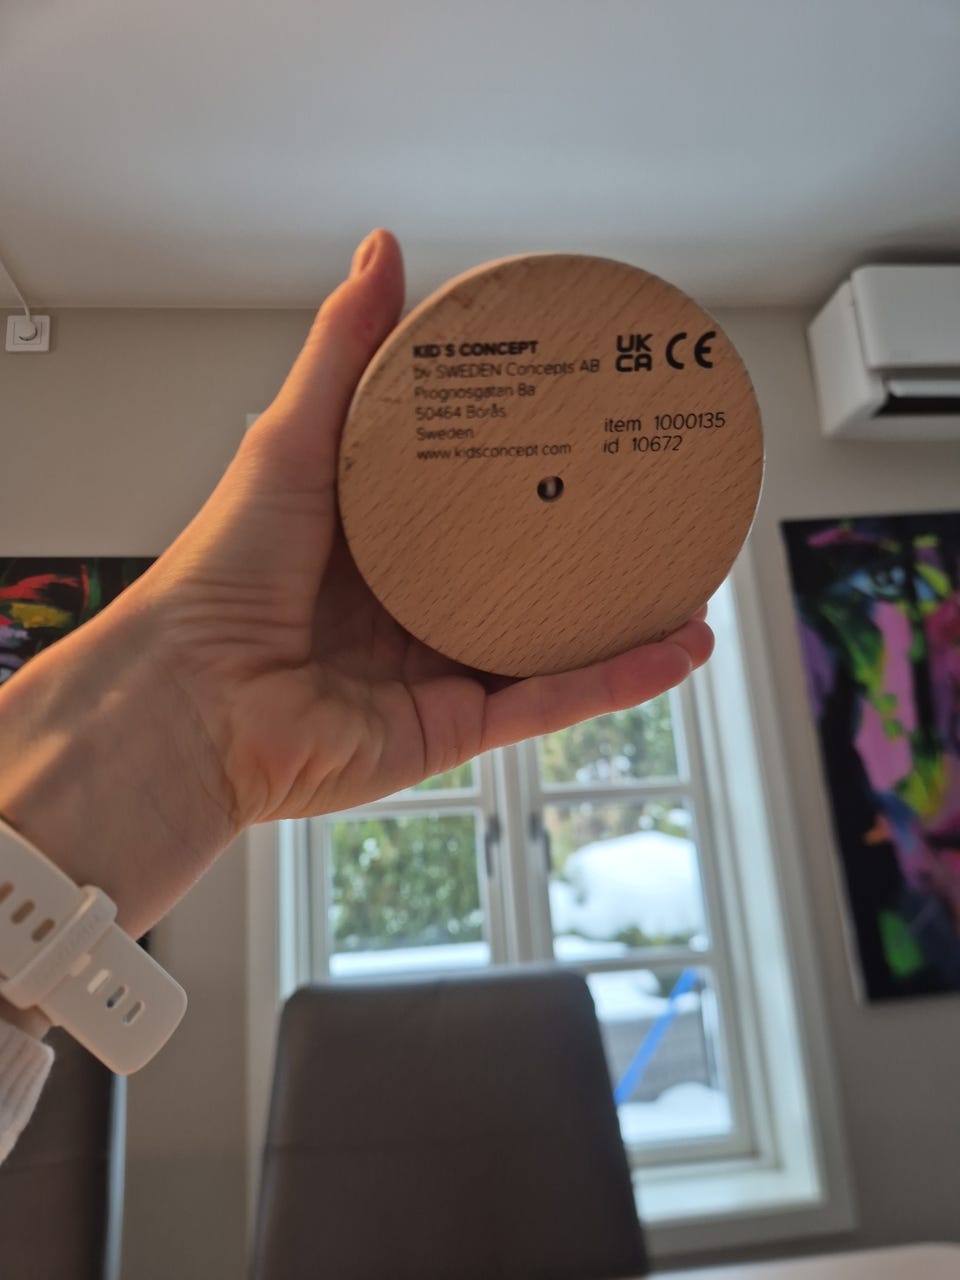 KID'S CONCEPT
by SWEDEN Concepts AB
Prognosgatan 8a
50464 Borås
Sweden
www.kidsconcept.com
UK
CA CE
item 1000135
id 10672